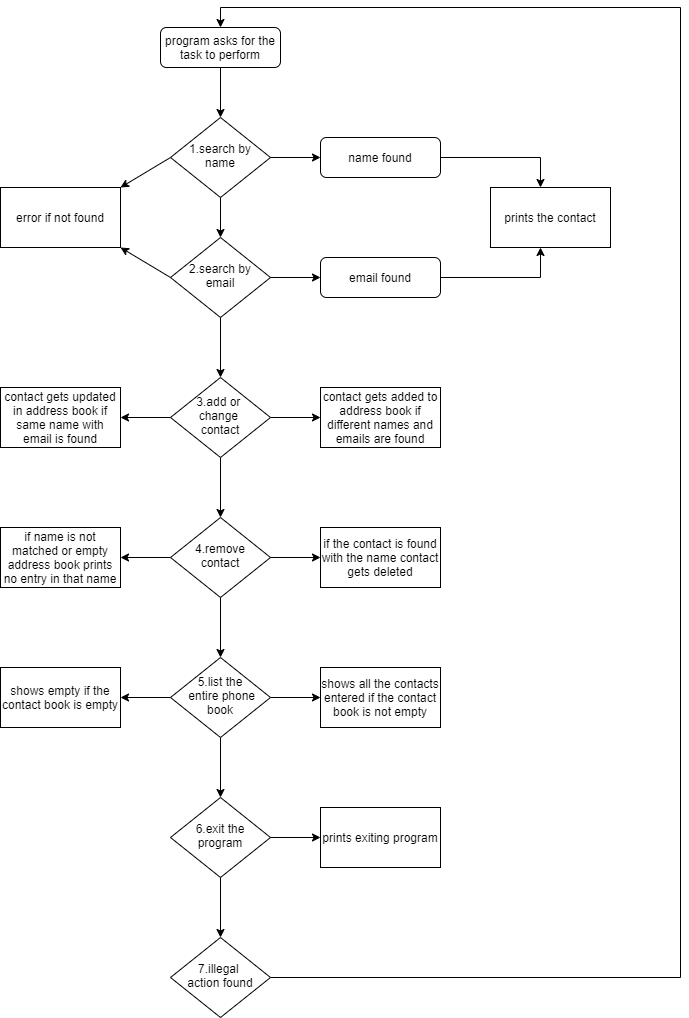 program asks for the
task to perform
1.search by
name
name found
error if not found
prints the contact
2.search by
email
email found
contact gets updated
in address book if
same name with
email is found
3.add or
change
contact
contact gets added to
address book if
different names and
emails are found
if name is not
matched or empty
address book prints
no entry in that name
4.remove
contact
if the contact is found
with the name contact
gets deleted
shows empty if the
contact book is empty
5.list the
entire phone
book
shows all the contacts
entered if the contact
book is not empty
6.exit the
program
prints exiting program
7.illegal
action found